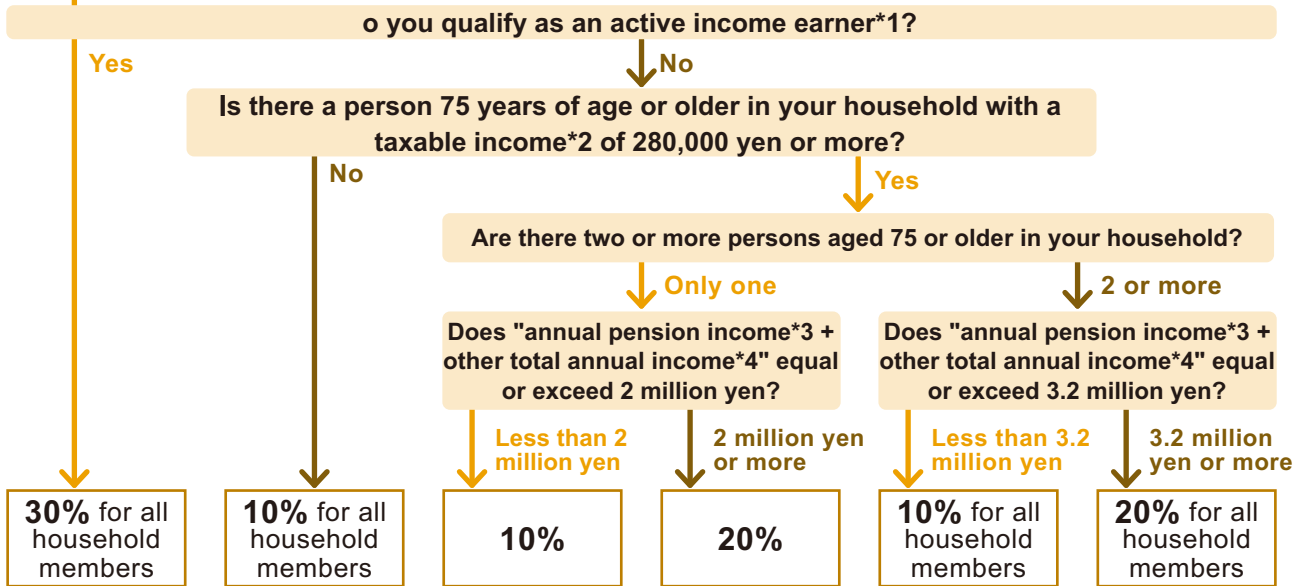 o you qualify as an active income earner*1?
Yes
No
Is there a person 75 years of age or older in your household with a
taxable income*2 of 280,000 yen or more?
No
Yes
Are there two or more persons aged 75 or older in your household?
Only one
2 or more
Does "annual pension income*3 +
other total annual income*4" equal
or exceed 2 million yen?
Does "annual pension income*3 +
other total annual income*4" equal
or exceed 3.2 million yen?
Less than 2
million yen
2 million yen
or more
Less than 3.2
million yen
3.2 million
yen or more
30% for all
household
members
10% for all
household
members
10%
20%
10% for all
household
members
20% for all
household
members